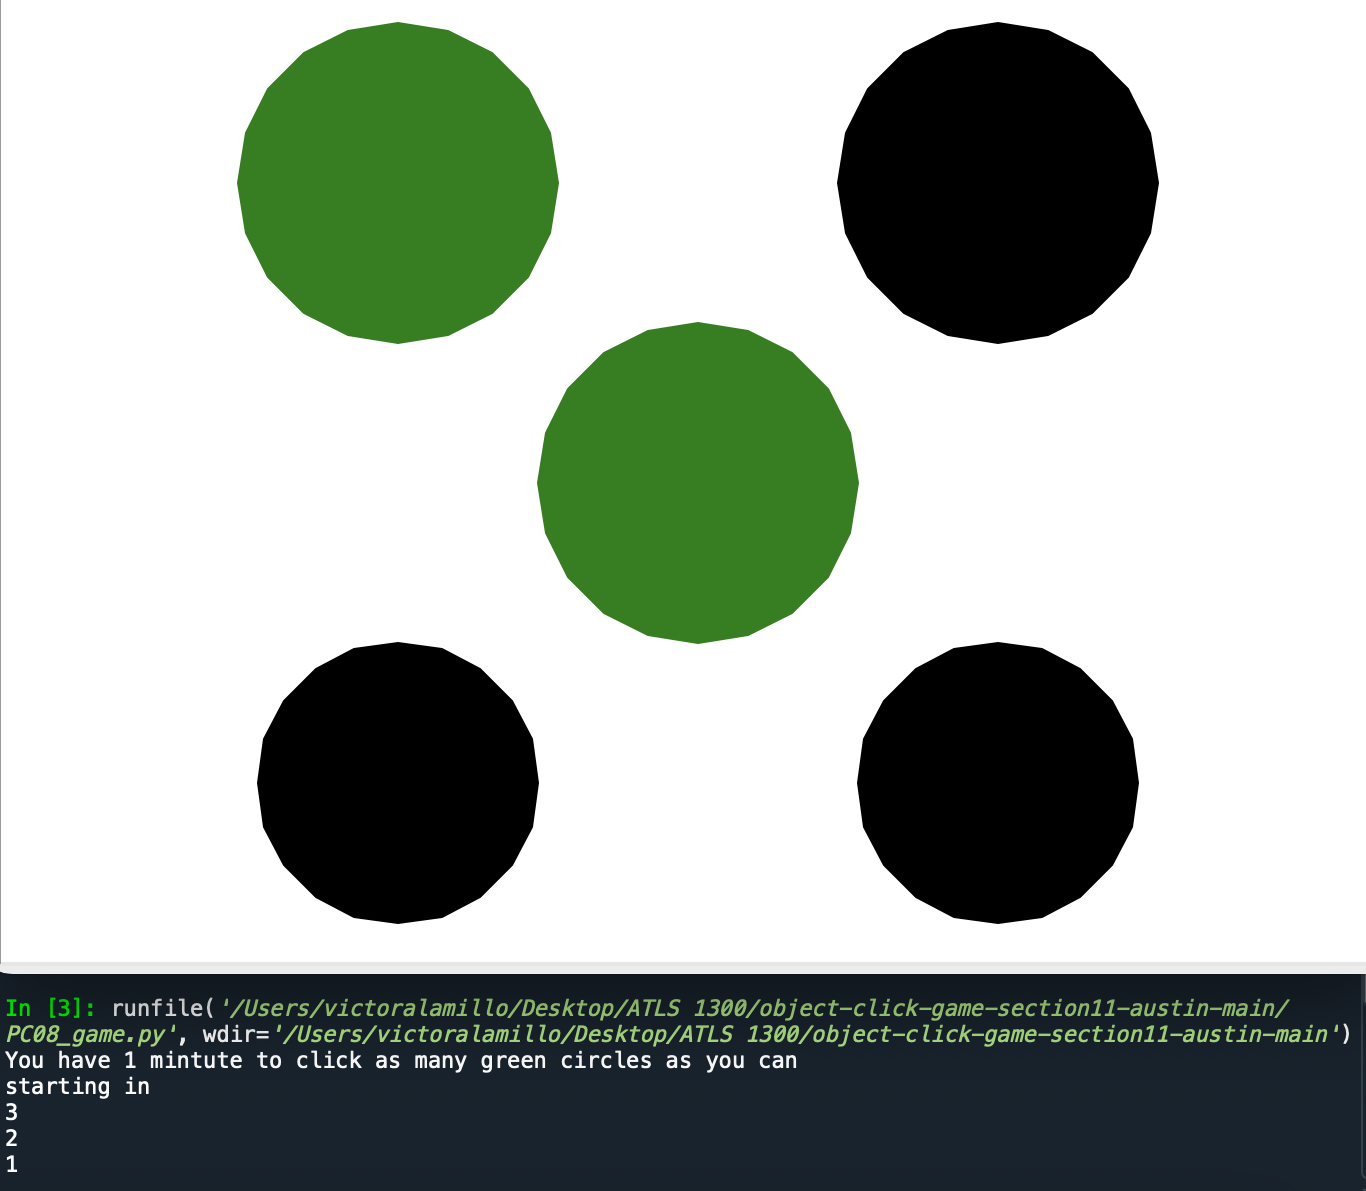 In [3]: runfile('/Users/victoralamillo/Desktop/ATLS 1300/object-click-game-section11-austin-main/
PC08_game.py', wdir='/Users/victoralamillo/Desktop/ATLS 1300/object-click-game-section11-austin-main')
You have 1 mintute to click as many green circles as you can
starting in
3
2
1